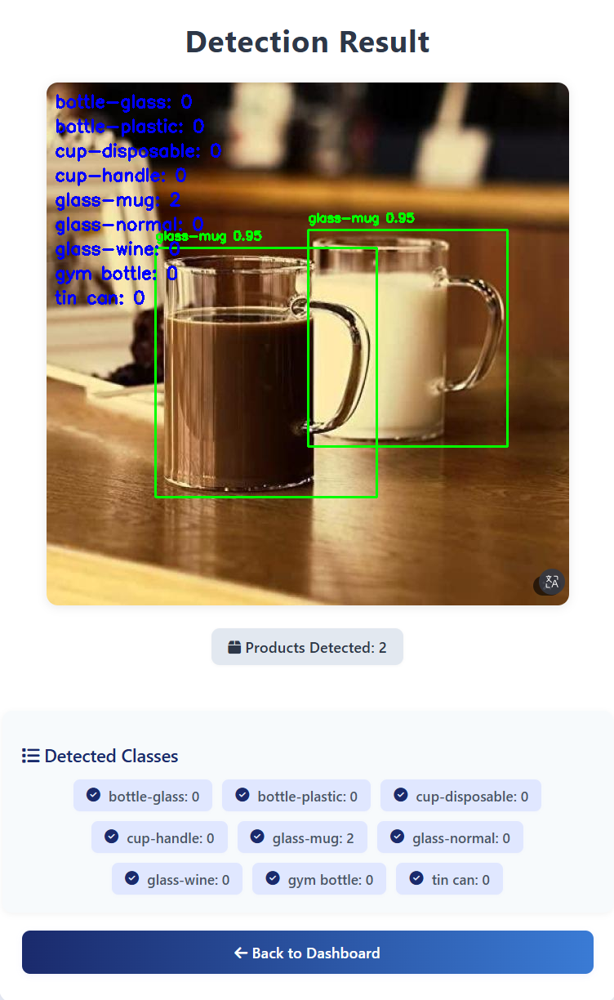 Detection Result
bottle-glass: 0
bottle-plastic: 0
cup-disposable: 0
cup-handle: 0
glass-mug: 2
glass-normal: 0
glass-wine: 0
gym bottle: 0
tin can: 0
glass-mug 0.95
glass-mug 0.95
Products Detected: 2
Detected Classes
bottle-glass: 0
bottle-plastic: 0
cup-disposable: 0
cup-handle: 0
glass-mug: 2
glass-normal: 0
glass-wine: 0
gym bottle: 0
tin can: 0
Back to Dashboard